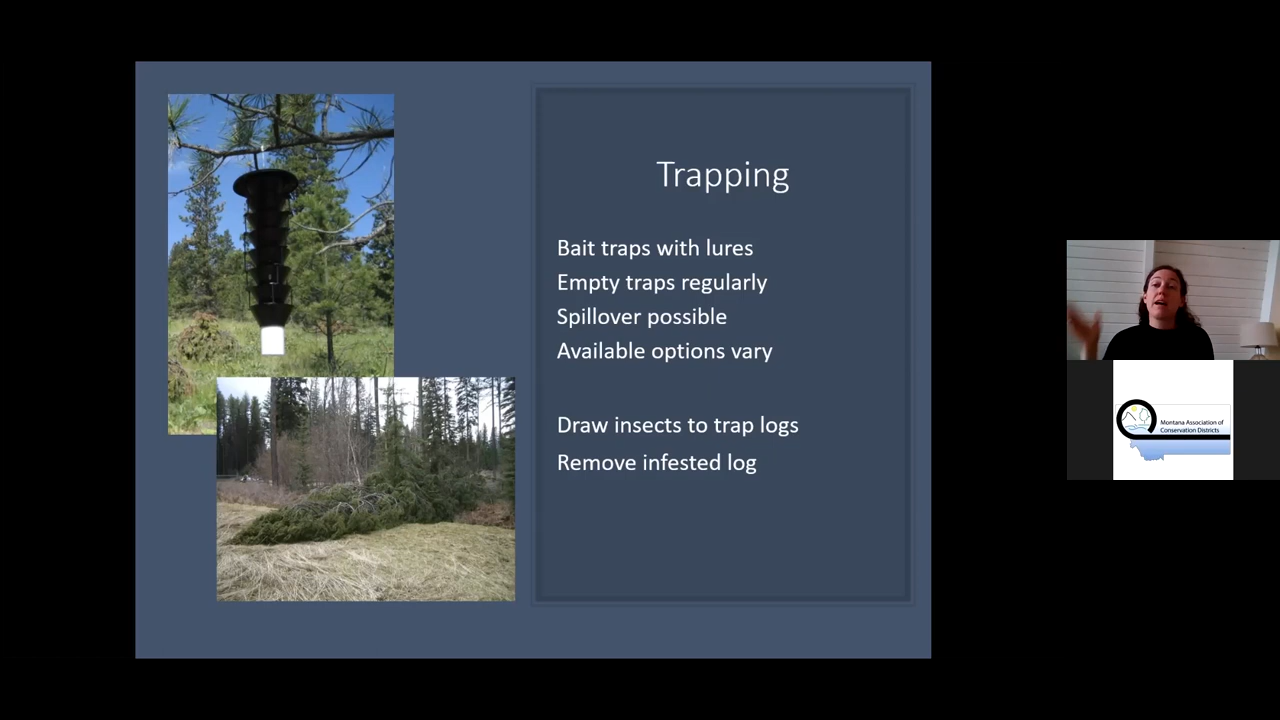 Trapping
Bait traps with lures
Empty traps regularly
Spillover possible
Available options vary
Draw insects to trap logs
Remove infested log
Montana Association of
Conservation Districts